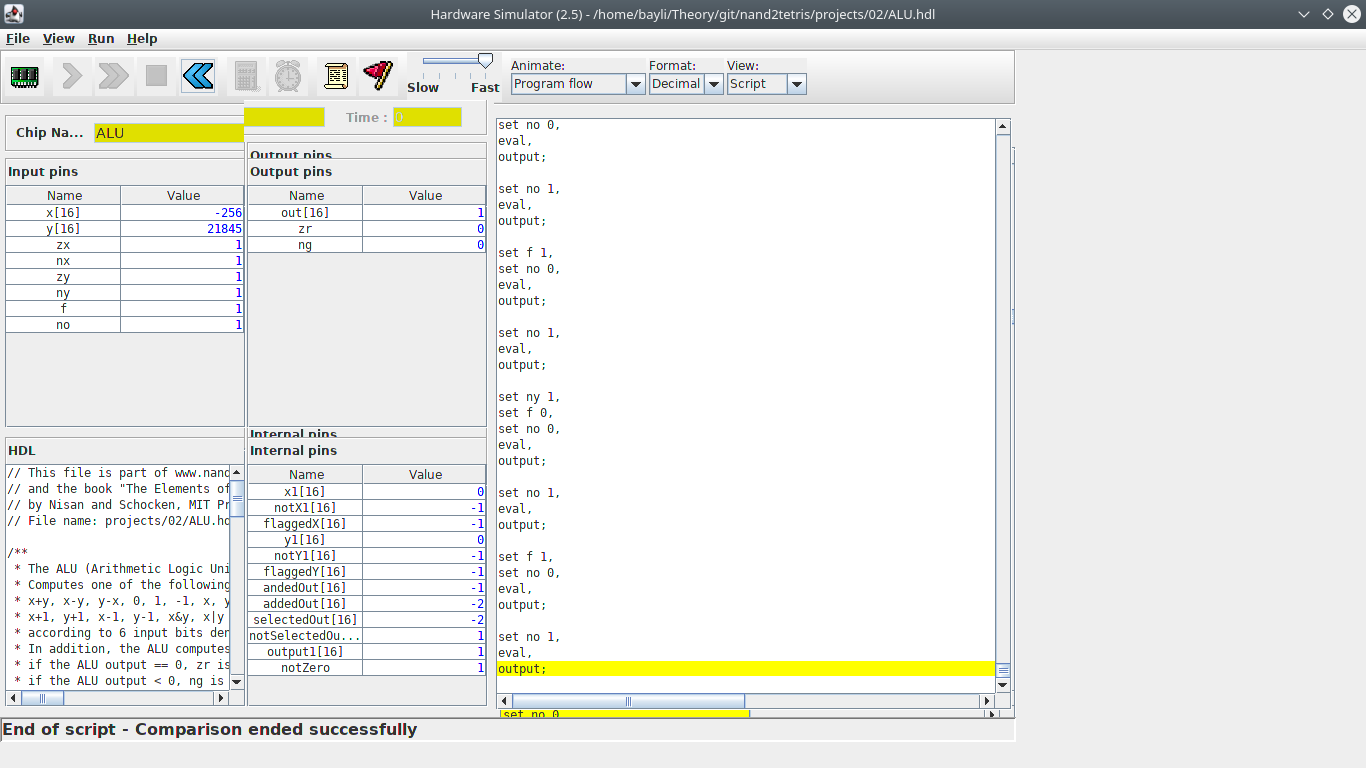 Hardware Simulator (2.5) - /home/bayli/Theory/git/nand2tetris/projects/02/ALU.hdl
File View Run Help
Slow Fast
Animate: Format: View:
Program flow Decimal Script
Chip Na... ALU
Time : 0
Input pins
Name Value
x[16] -256
y[16] 21845
zx 1
nx 1
zy 1
ny 1
f 1
no 1
Output pins
Output pins
Name Value
out[16] 1
zr 0
ng 0
HDL
// This file is part of www.nand
// and the book "The Elements of
// by Nisan and Schocken, MIT Pr
// File name: projects/02/ALU.hd
/**
* The ALU (Arithmetic Logic Uni
* Computes one of the following
* x+y, x-y, y-x, 0, 1, -1, x, y
* x+1, y+1, x-1, y-1, x&y, x|y
* according to 6 input bits den
* In addition, the ALU computes
* if the ALU output == 0, zr is
* if the ALU output < 0, ng is
Internal pins
Internal pins
Name Value
x1[16] 0
notX1[16] -1
flaggedX[16] -1
y1[16] 0
notY1[16] -1
flaggedY[16] -1
andedOut[16] -1
addedOut[16] -2
selectedOut[16] -2
notSelectedOu... 1
output1[16] 1
notZero 1
set no 0,
eval,
output;
set no 1,
eval,
output;
set f 1,
set no 0,
eval,
output;
set no 1,
eval,
output;
set ny 1,
set f 0,
set no 0,
eval,
output;
set no 1,
eval,
output;
set f 1,
set no 0,
eval,
output;
set no 1,
eval,
output;
set no 0
End of script - Comparison ended successfully